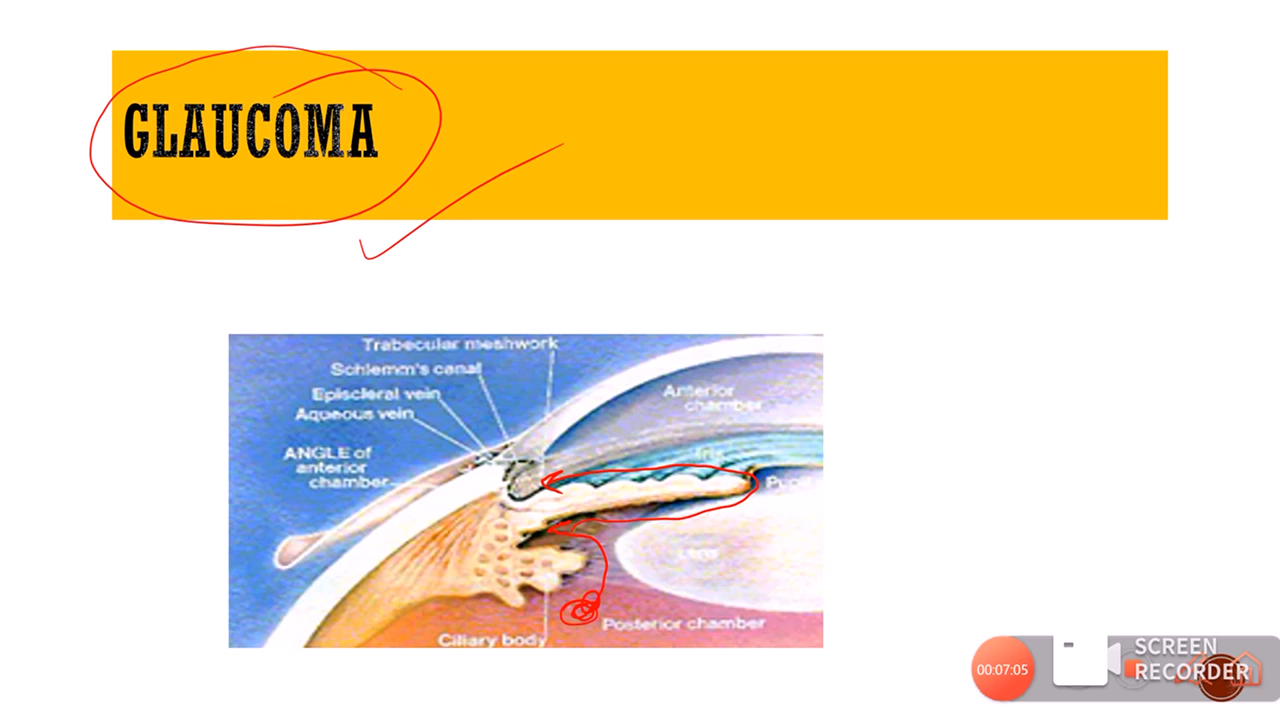 GLAUCOMA
Trabecular meshwork
Schlemm's canal
Episcleral vein
Aqueous vein
ANGLE of
anterior
chamber
Anterior
chamber
Iris
Pupil
Lens
Posterior chamber
Ciliary body
00:07:05
SCREEN
RECORDER